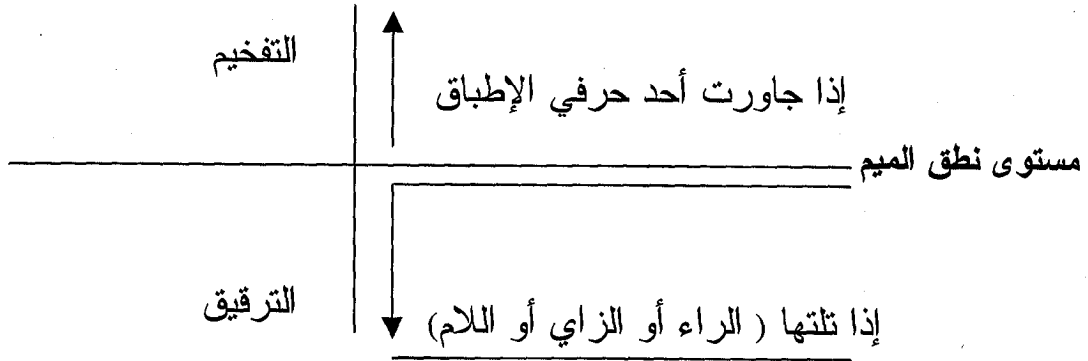 التفخيم
إذا جاورت أحد حرفي الإطباق
مستوى نطق الميم
الترقيق
إذا تلتها ( الراء أو الزاي أو اللام)